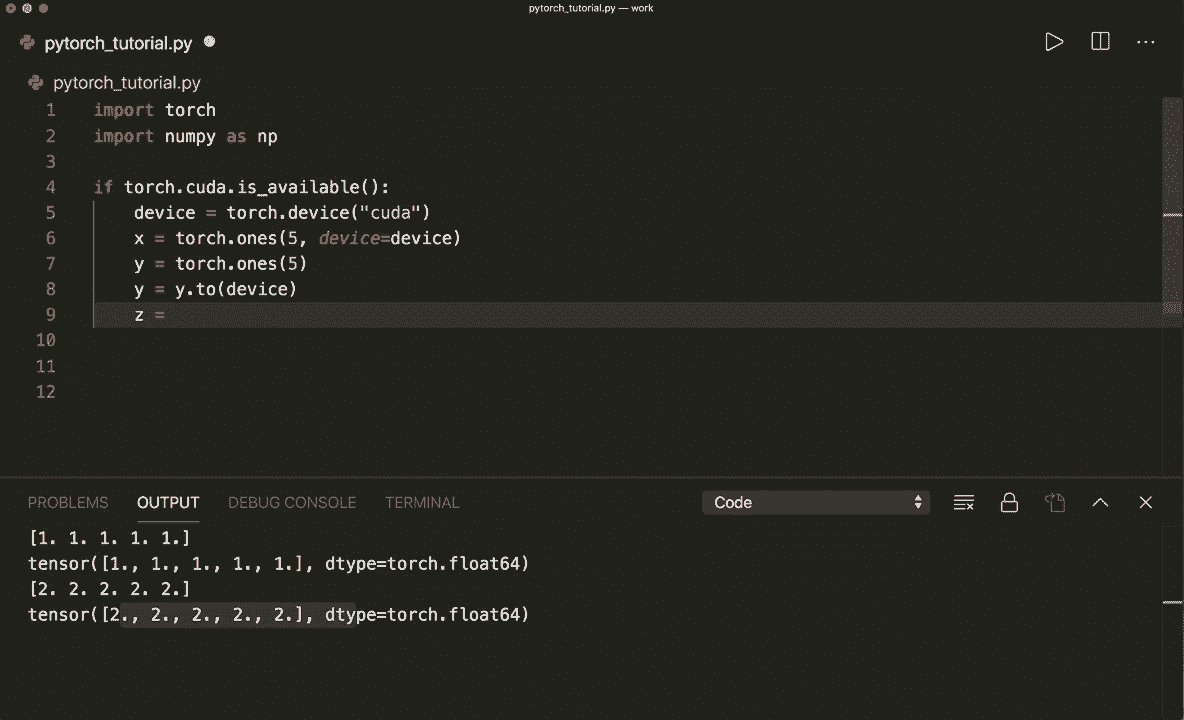 pytorch_tutorial.py — work
pytorch_tutorial.py
pytorch_tutorial.py
1 import torch
2 import numpy as np
3
4 if torch.cuda.is_available():
5     device = torch.device("cuda")
6     x = torch.ones(5, device=device)
7     y = torch.ones(5)
8     y = y.to(device)
9     z =
10
11
12
PROBLEMS OUTPUT DEBUG CONSOLE TERMINAL Code
[1. 1. 1. 1. 1.]
tensor([1., 1., 1., 1., 1.], dtype=torch.float64)
[2. 2. 2. 2. 2.]
tensor([2., 2., 2., 2., 2.], dtype=torch.float64)